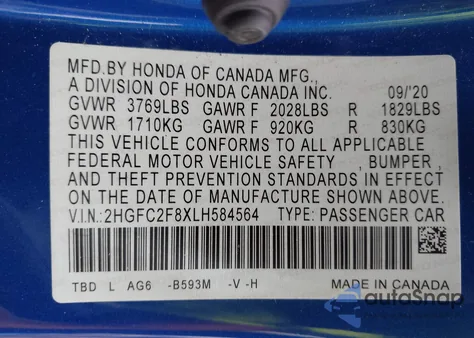 MFD.BY HONDA OF CANADA MFG.,
A DIVISION OF HONDA CANADA INC. 09/'20
GVWR 3769LBS GAWR F 2028LBS R 1829LBS
GVWR 1710KG GAWR F 920KG R 830KG
THIS VEHICLE CONFORMS TO ALL APPLICABLE
FEDERAL MOTOR VEHICLE SAFETY , BUMPER ,
AND THEFT PREVENTION STANDARDS IN EFFECT
ON THE DATE OF MANUFACTURE SHOWN ABOVE.
V.I.N.:2HGFC2F8XLH584564 TYPE: PASSENGER CAR
TBD L AG6 -B593M -V -H MADE IN CANADA
autoSnap